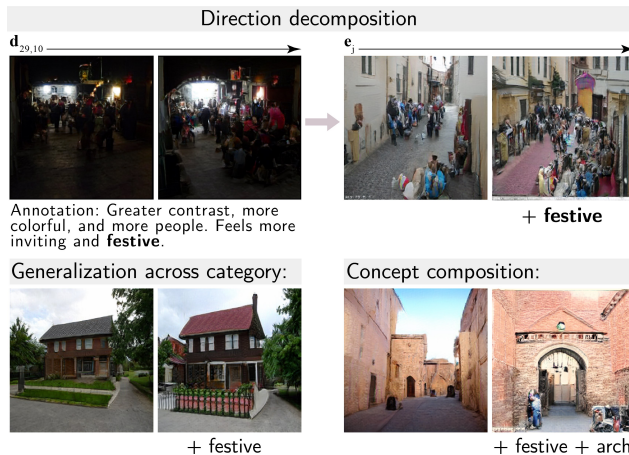 Direction decomposition
d29,10
ej
Annotation: Greater contrast, more
colorful, and more people. Feels more
inviting and festive.
+ festive
Generalization across category:
Concept composition:
+ festive
+ festive + arch